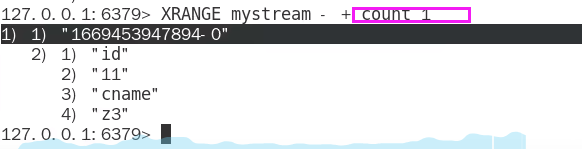 127.0.0.1:6379> XRANGE mystream - + count 1
1) 1) "1669453947894-0"
2) 1) "id"
2) "11"
3) "cname"
4) "z3"
127.0.0.1:6379>